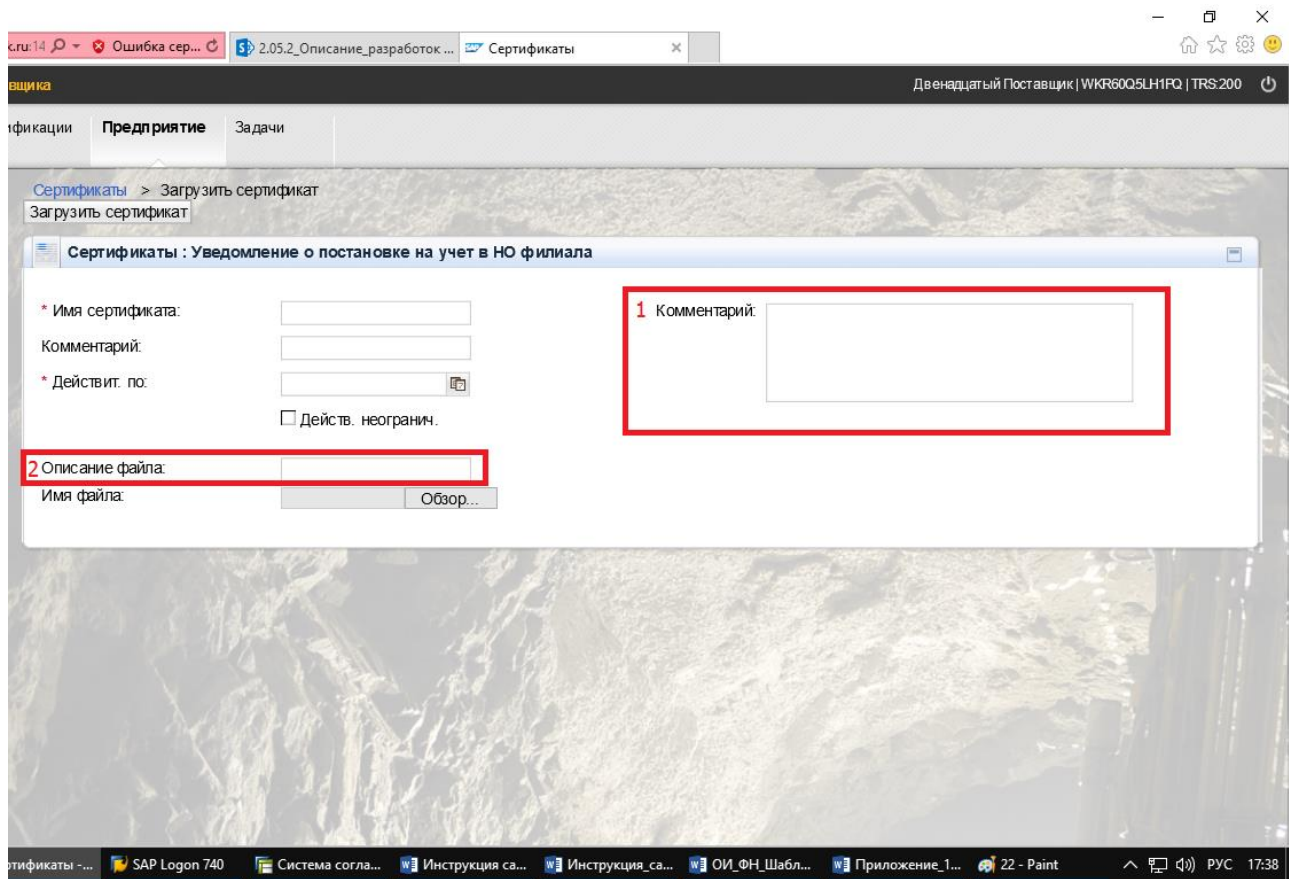 k.ru:14 Ошибка сер... 2.05.2_Описание_разработок ... Сертификаты
вщика Двенадцатый Поставщик | WKR60Q5LH1FQ | TRS:200
ификации Предприятие Задачи
Сертификаты > Загрузить сертификат
Загрузить сертификат
Сертификаты : Уведомление о постановке на учет в НО филиала
* Имя сертификата: 1 Комментарий:
Комментарий:
* Действит. по:
Действ. неогранич.
2 Описание файла:
Имя файла: Обзор...
ртификаты -... SAP Logon 740 Система согла... Инструкция са... Инструкция_са... ОИ_ФН_Шабл... Приложение_1... 22 - Paint РУС 17:38